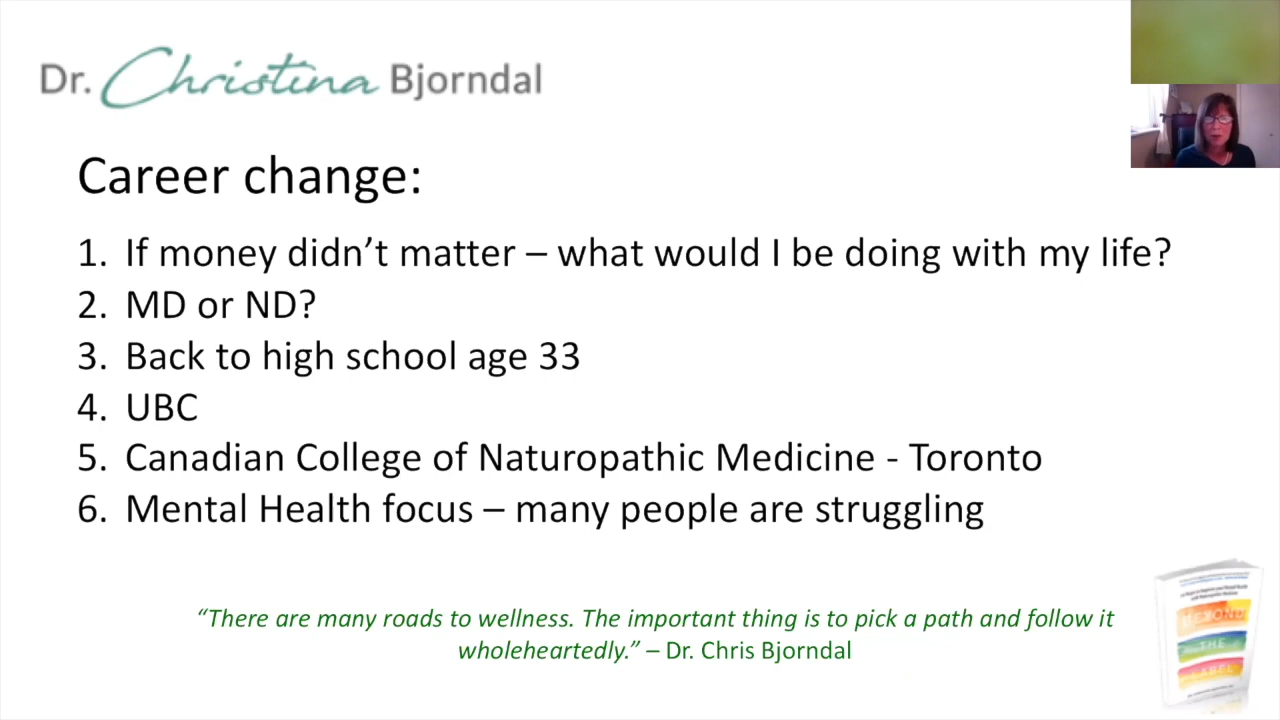 Dr. Christina Bjorndal
Career change:
1. If money didn’t matter – what would I be doing with my life?
2. MD or ND?
3. Back to high school age 33
4. UBC
5. Canadian College of Naturopathic Medicine - Toronto
6. Mental Health focus – many people are struggling
“There are many roads to wellness. The important thing is to pick a path and follow it
wholeheartedly.” – Dr. Chris Bjorndal
BEYOND
THE
LABEL